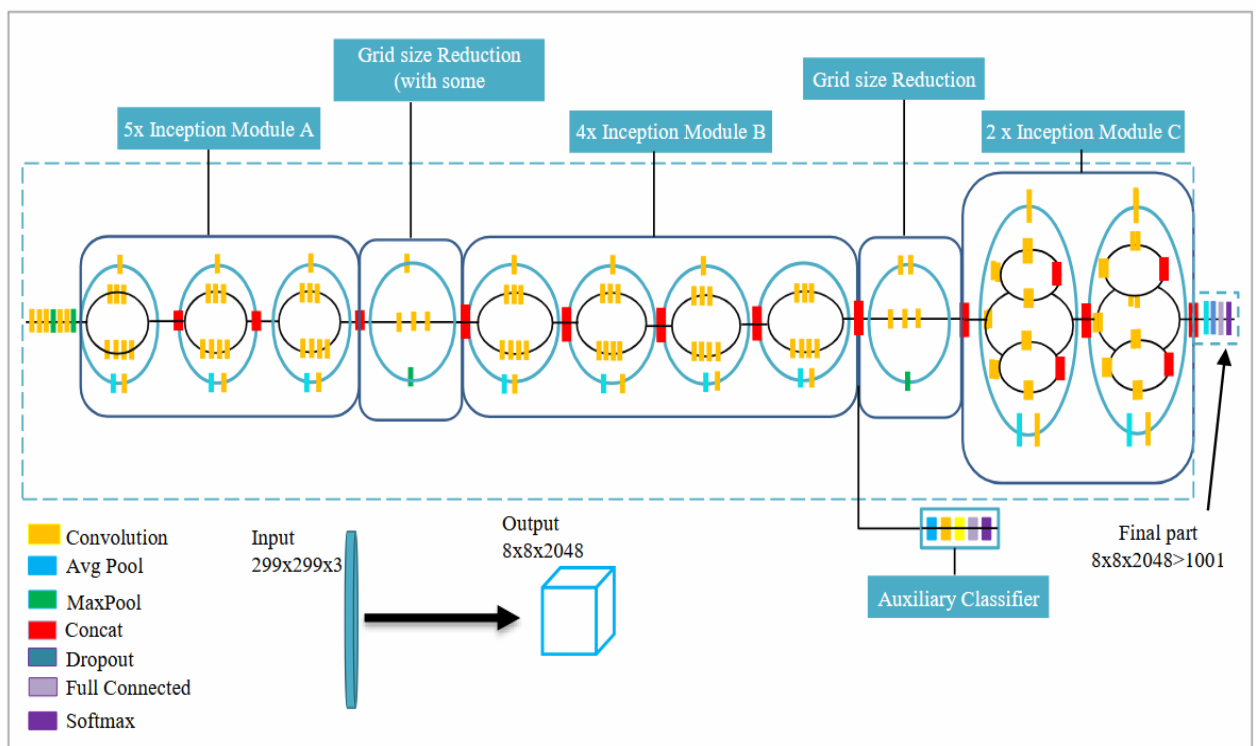 Grid size Reduction
(with some
Grid size Reduction
5x Inception Module A
4x Inception Module B
2 x Inception Module C
Convolution
Avg Pool
MaxPool
Concat
Dropout
Full Connected
Softmax
Input
299x299x3
Output
8x8x2048
Auxiliary Classifier
Final part
8x8x2048>1001